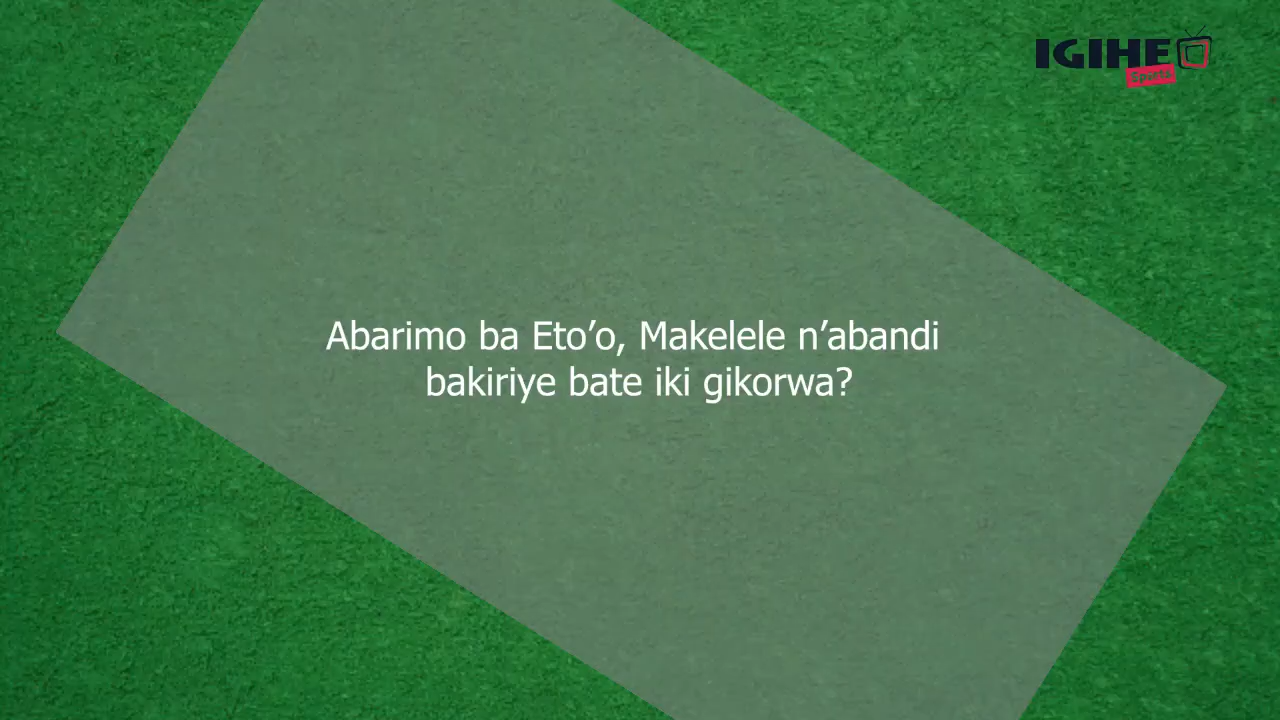 IGIHE
Sports
Abarimo ba Eto’o, Makelele n’abandi
bakiriye bate iki gikorwa?